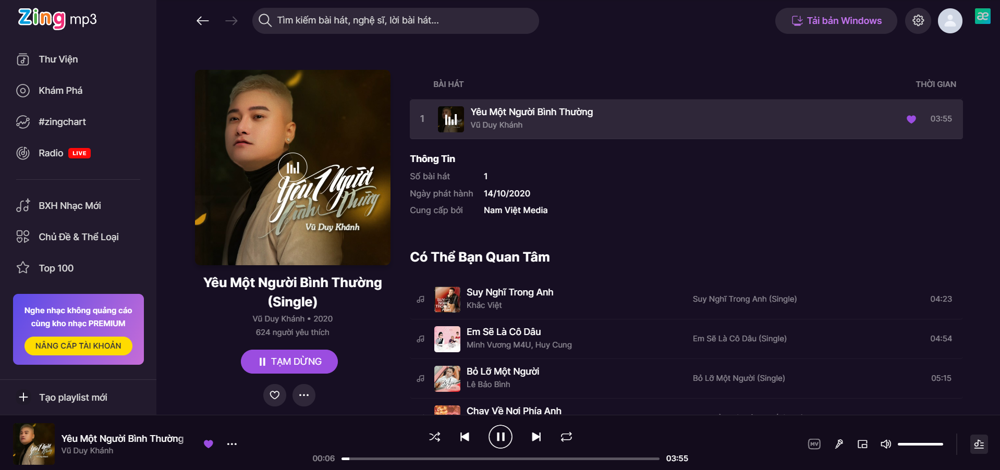 Zing mp3
Thư Viện
Khám Phá
#zingchart
Radio LIVE
BXH Nhạc Mới
Chủ Đề & Thể Loại
Top 100
Nghe nhạc không quảng cáo
cùng kho nhạc PREMIUM
NÂNG CẤP TÀI KHOẢN
Tạo playlist mới
Tìm kiếm bài hát, nghệ sĩ, lời bài hát...
Tải bản Windows
æ
Yêu 1 Người
Bình Thường
Vũ Duy Khánh
Yêu Một Người Bình Thường
(Single)
Vũ Duy Khánh • 2020
624 người yêu thích
TẠM DỪNG
BÀI HÁT THỜI GIAN
1 Yêu Một Người Bình Thường 03:55
Vũ Duy Khánh
Thông Tin
Số bài hát 1
Ngày phát hành 14/10/2020
Cung cấp bởi Nam Việt Media
Có Thể Bạn Quan Tâm
SUY
NGHĨ
TRONG
ANH
Suy Nghĩ Trong Anh Suy Nghĩ Trong Anh (Single) 04:23
Khắc Việt
Em Sẽ Là Cô Dâu Em Sẽ Là Cô Dâu (Single) 04:54
Minh Vương M4U, Huy Cung
Bỏ Lỡ Một Người Bỏ Lỡ Một Người (Single) 05:15
Lê Bảo Bình
Chạy Về Nơi Phía Anh
Yêu Một Người Bình Thường
Vũ Duy Khánh
00:06 03:55
MV